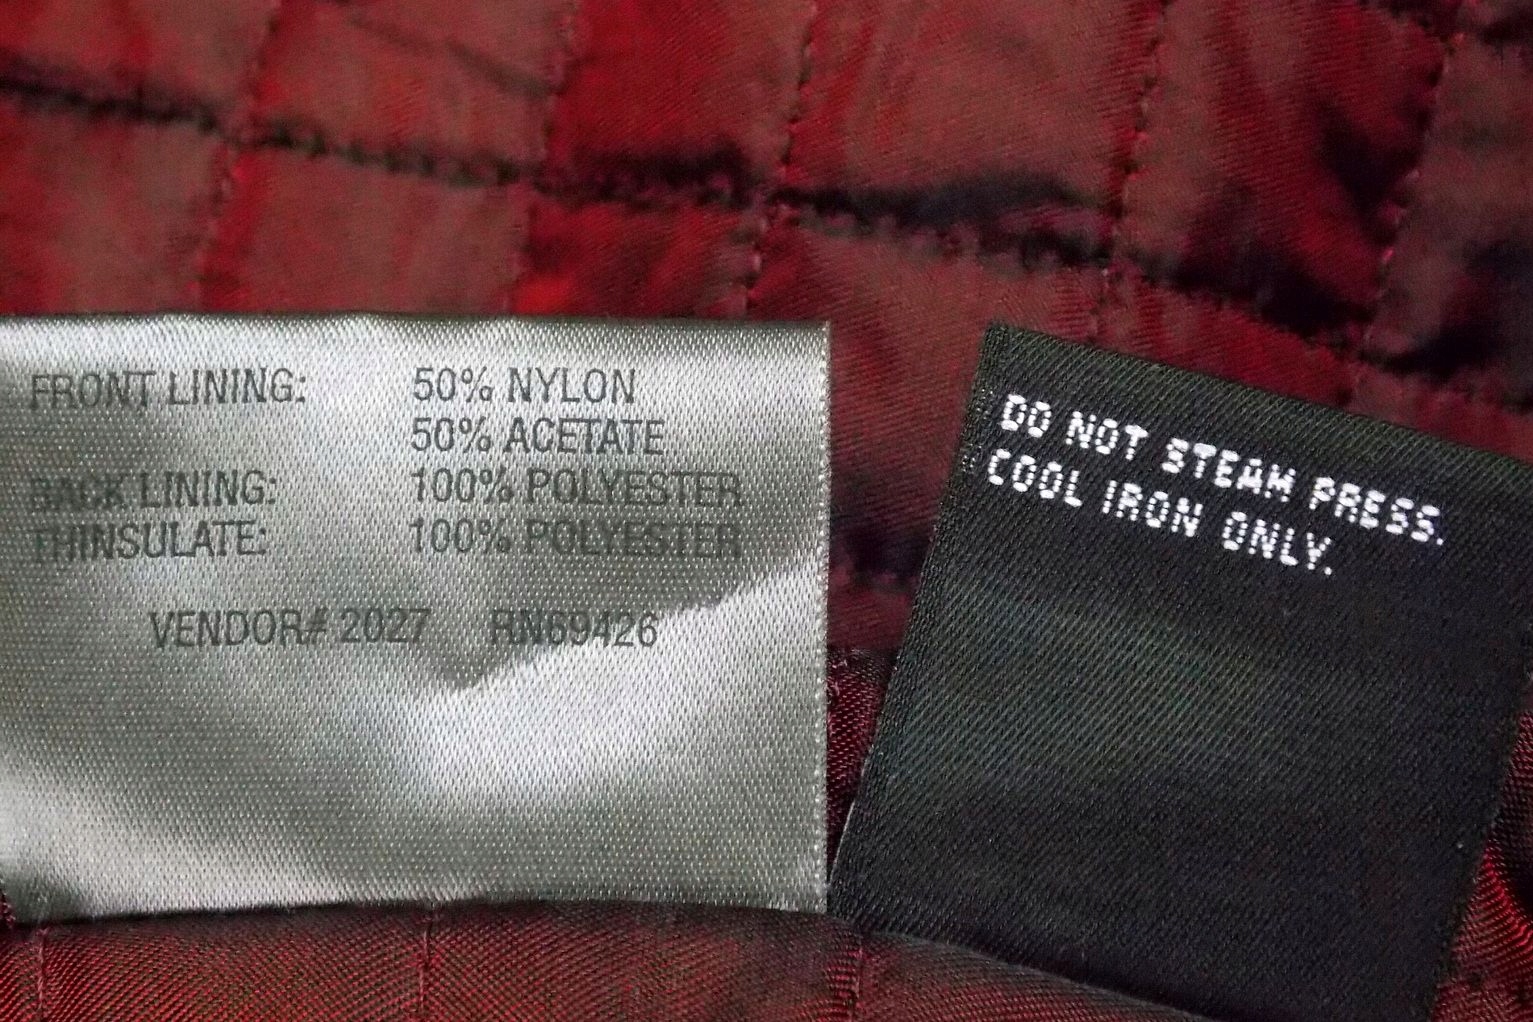 FRONT LINING: 50% NYLON
50% ACETATE
BACK LINING: 100% POLYESTER
THINSULATE: 100% POLYESTER
VENDOR# 2027 RN69426
DO NOT STEAM PRESS.
COOL IRON ONLY.